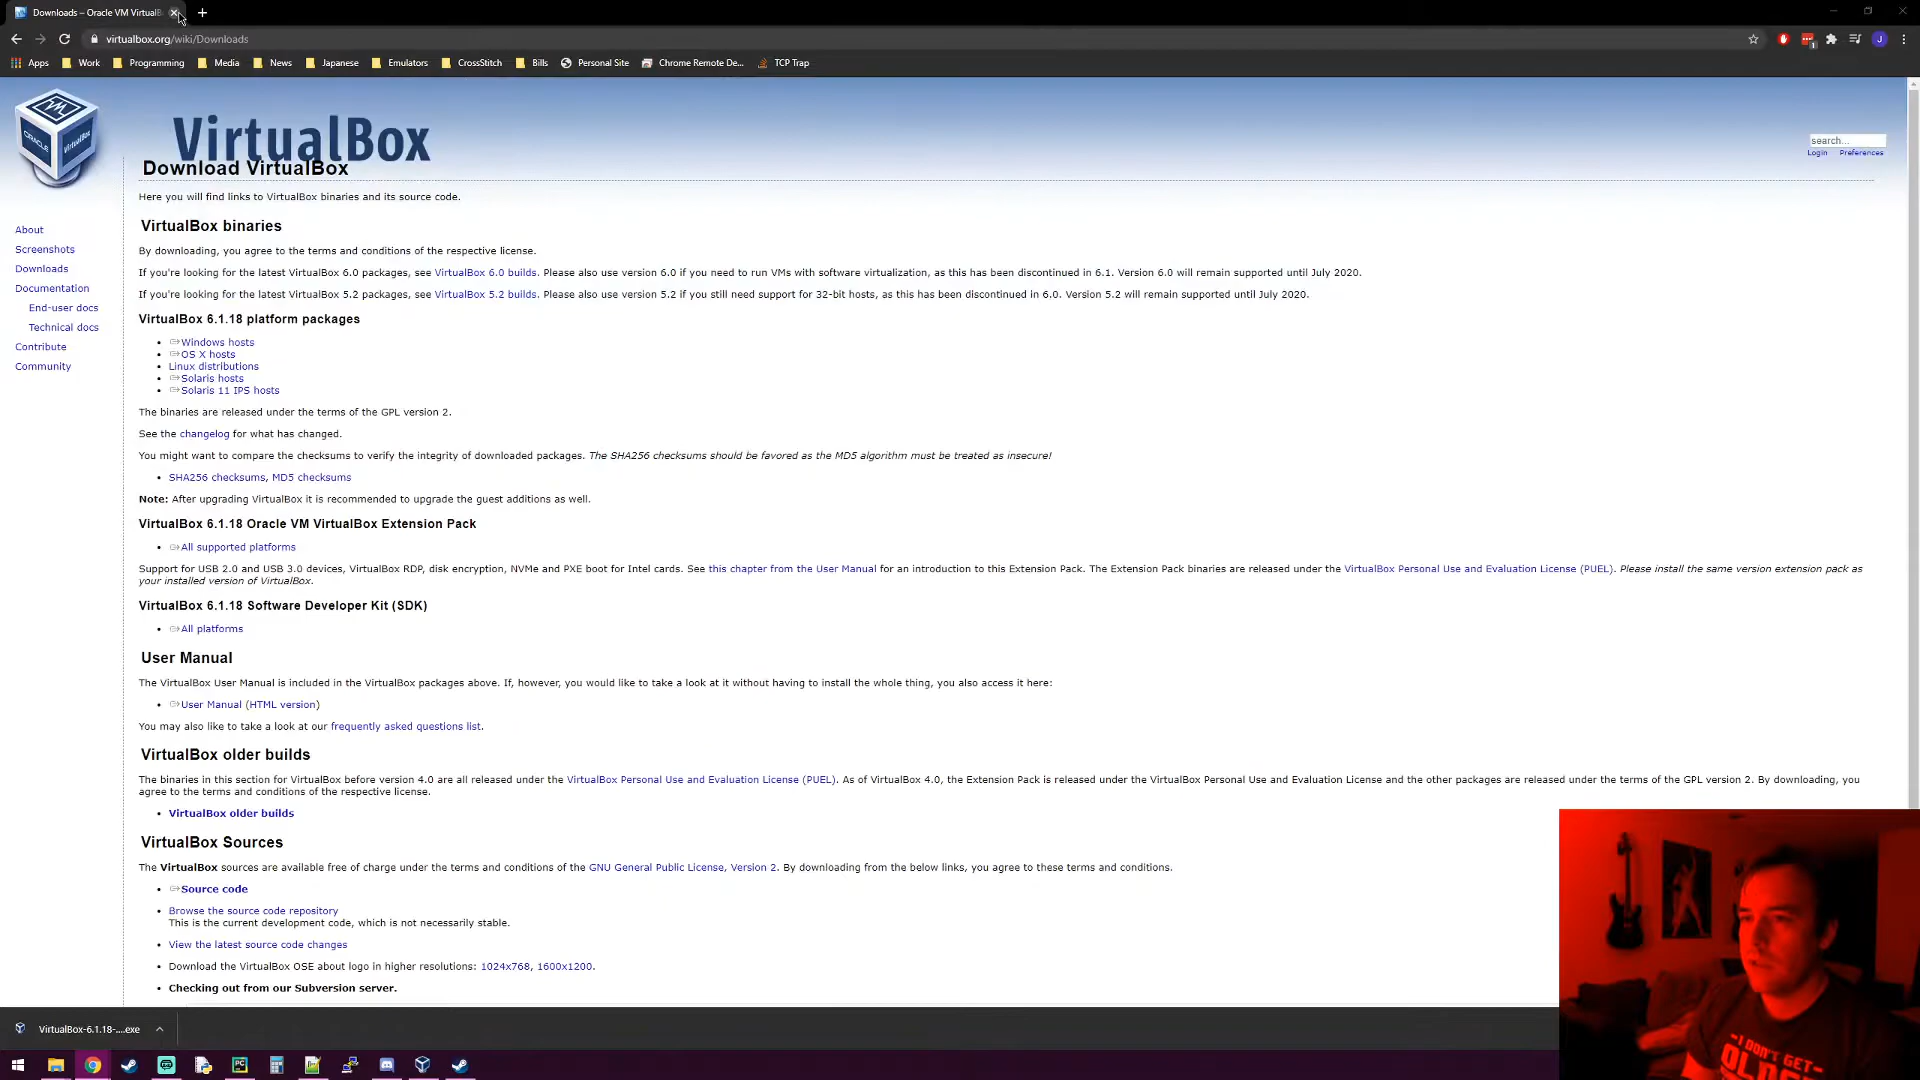 Downloads – Oracle VM VirtualB
virtualbox.org/wiki/Downloads
Apps Work Programming Media News Japanese Emulators CrossStitch Bills Personal Site Chrome Remote De... TCP Trap
ORACLE
VirtualBox
VirtualBox
search...
Login Preferences
Download VirtualBox
Here you will find links to VirtualBox binaries and its source code.
About
Screenshots
Downloads
Documentation
End-user docs
Technical docs
Contribute
Community
VirtualBox binaries
By downloading, you agree to the terms and conditions of the respective license.
If you're looking for the latest VirtualBox 6.0 packages, see VirtualBox 6.0 builds. Please also use version 6.0 if you need to run VMs with software virtualization, as this has been discontinued in 6.1. Version 6.0 will remain supported until July 2020.
If you're looking for the latest VirtualBox 5.2 packages, see VirtualBox 5.2 builds. Please also use version 5.2 if you still need support for 32-bit hosts, as this has been discontinued in 6.0. Version 5.2 will remain supported until July 2020.
VirtualBox 6.1.18 platform packages
• Windows hosts
• OS X hosts
• Linux distributions
• Solaris hosts
• Solaris 11 IPS hosts
The binaries are released under the terms of the GPL version 2.
See the changelog for what has changed.
You might want to compare the checksums to verify the integrity of downloaded packages. The SHA256 checksums should be favored as the MD5 algorithm must be treated as insecure!
• SHA256 checksums, MD5 checksums
Note: After upgrading VirtualBox it is recommended to upgrade the guest additions as well.
VirtualBox 6.1.18 Oracle VM VirtualBox Extension Pack
• All supported platforms
Support for USB 2.0 and USB 3.0 devices, VirtualBox RDP, disk encryption, NVMe and PXE boot for Intel cards. See this chapter from the User Manual for an introduction to this Extension Pack. The Extension Pack binaries are released under the VirtualBox Personal Use and Evaluation License (PUEL). Please install the same version extension pack as
your installed version of VirtualBox.
VirtualBox 6.1.18 Software Developer Kit (SDK)
• All platforms
User Manual
The VirtualBox User Manual is included in the VirtualBox packages above. If, however, you would like to take a look at it without having to install the whole thing, you also access it here:
• User Manual (HTML version)
You may also like to take a look at our frequently asked questions list.
VirtualBox older builds
The binaries in this section for VirtualBox before version 4.0 are all released under the VirtualBox Personal Use and Evaluation License (PUEL). As of VirtualBox 4.0, the Extension Pack is released under the VirtualBox Personal Use and Evaluation License and the other packages are released under the terms of the GPL version 2. By downloading, you
agree to the terms and conditions of the respective license.
• VirtualBox older builds
VirtualBox Sources
The VirtualBox sources are available free of charge under the terms and conditions of the GNU General Public License, Version 2. By downloading from the below links, you agree to these terms and conditions.
• Source code
• Browse the source code repository
This is the current development code, which is not necessarily stable.
• View the latest source code changes
• Download the VirtualBox OSE about logo in higher resolutions: 1024x768, 1600x1200.
• Checking out from our Subversion server.
VirtualBox-6.1.18-....exe
I DON'T GET
OLDER